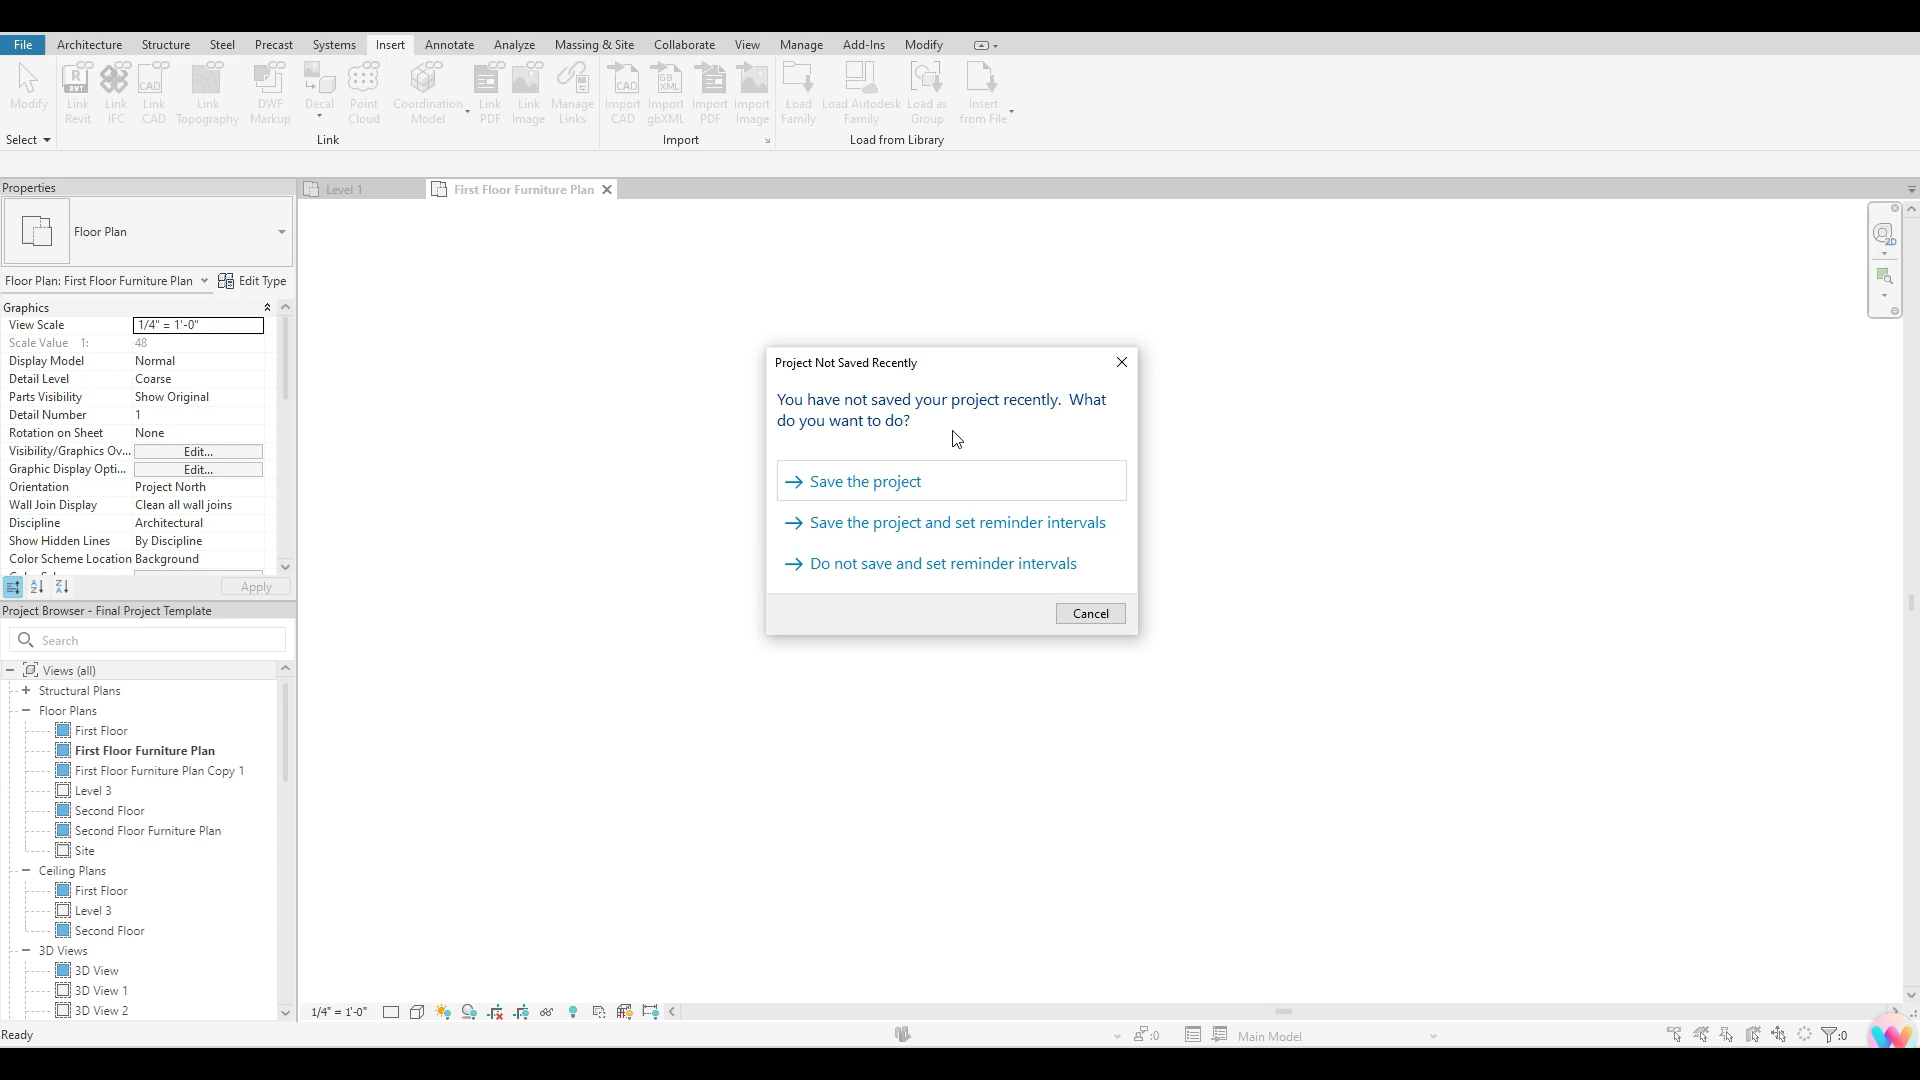 File Architecture Structure Steel Precast Systems Insert Annotate Analyze Massing & Site Collaborate View Manage Add-Ins Modify
Modify
Link Revit
Link IFC
Link CAD
Link Topography
DWF Markup
Decal
Point Cloud
Coordination Model
Link PDF
Link Image
Manage Links
Import CAD
Import gbXML
Import PDF
Import Image
Load Family
Load Autodesk Family
Load as Group
Insert from File
Select Link Import Load from Library
Properties
Level 1
First Floor Furniture Plan
Floor Plan
Floor Plan: First Floor Furniture Plan Edit Type
Graphics
View Scale 1/4" = 1'-0"
Scale Value 1: 48
Display Model Normal
Detail Level Coarse
Parts Visibility Show Original
Detail Number 1
Rotation on Sheet None
Visibility/Graphics Ov... Edit...
Graphic Display Opti... Edit...
Orientation Project North
Wall Join Display Clean all wall joins
Discipline Architectural
Show Hidden Lines By Discipline
Color Scheme Location Background
Apply
Project Browser - Final Project Template
Search
Views (all)
Structural Plans
Floor Plans
First Floor
First Floor Furniture Plan
First Floor Furniture Plan Copy 1
Level 3
Second Floor
Second Floor Furniture Plan
Site
Ceiling Plans
First Floor
Level 3
Second Floor
3D Views
3D View
3D View 1
3D View 2
Project Not Saved Recently
You have not saved your project recently. What
do you want to do?
Save the project
Save the project and set reminder intervals
Do not save and set reminder intervals
Cancel
2D
1/4" = 1'-0"
Ready
:0
Main Model
:0